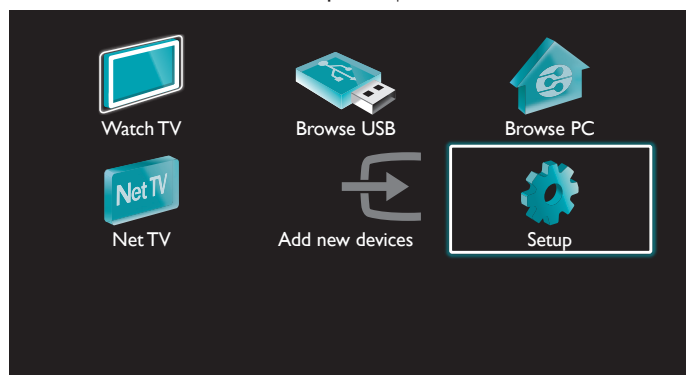 Watch TV
Browse USB
Browse PC
Net TV
Net TV
Add new devices
Setup